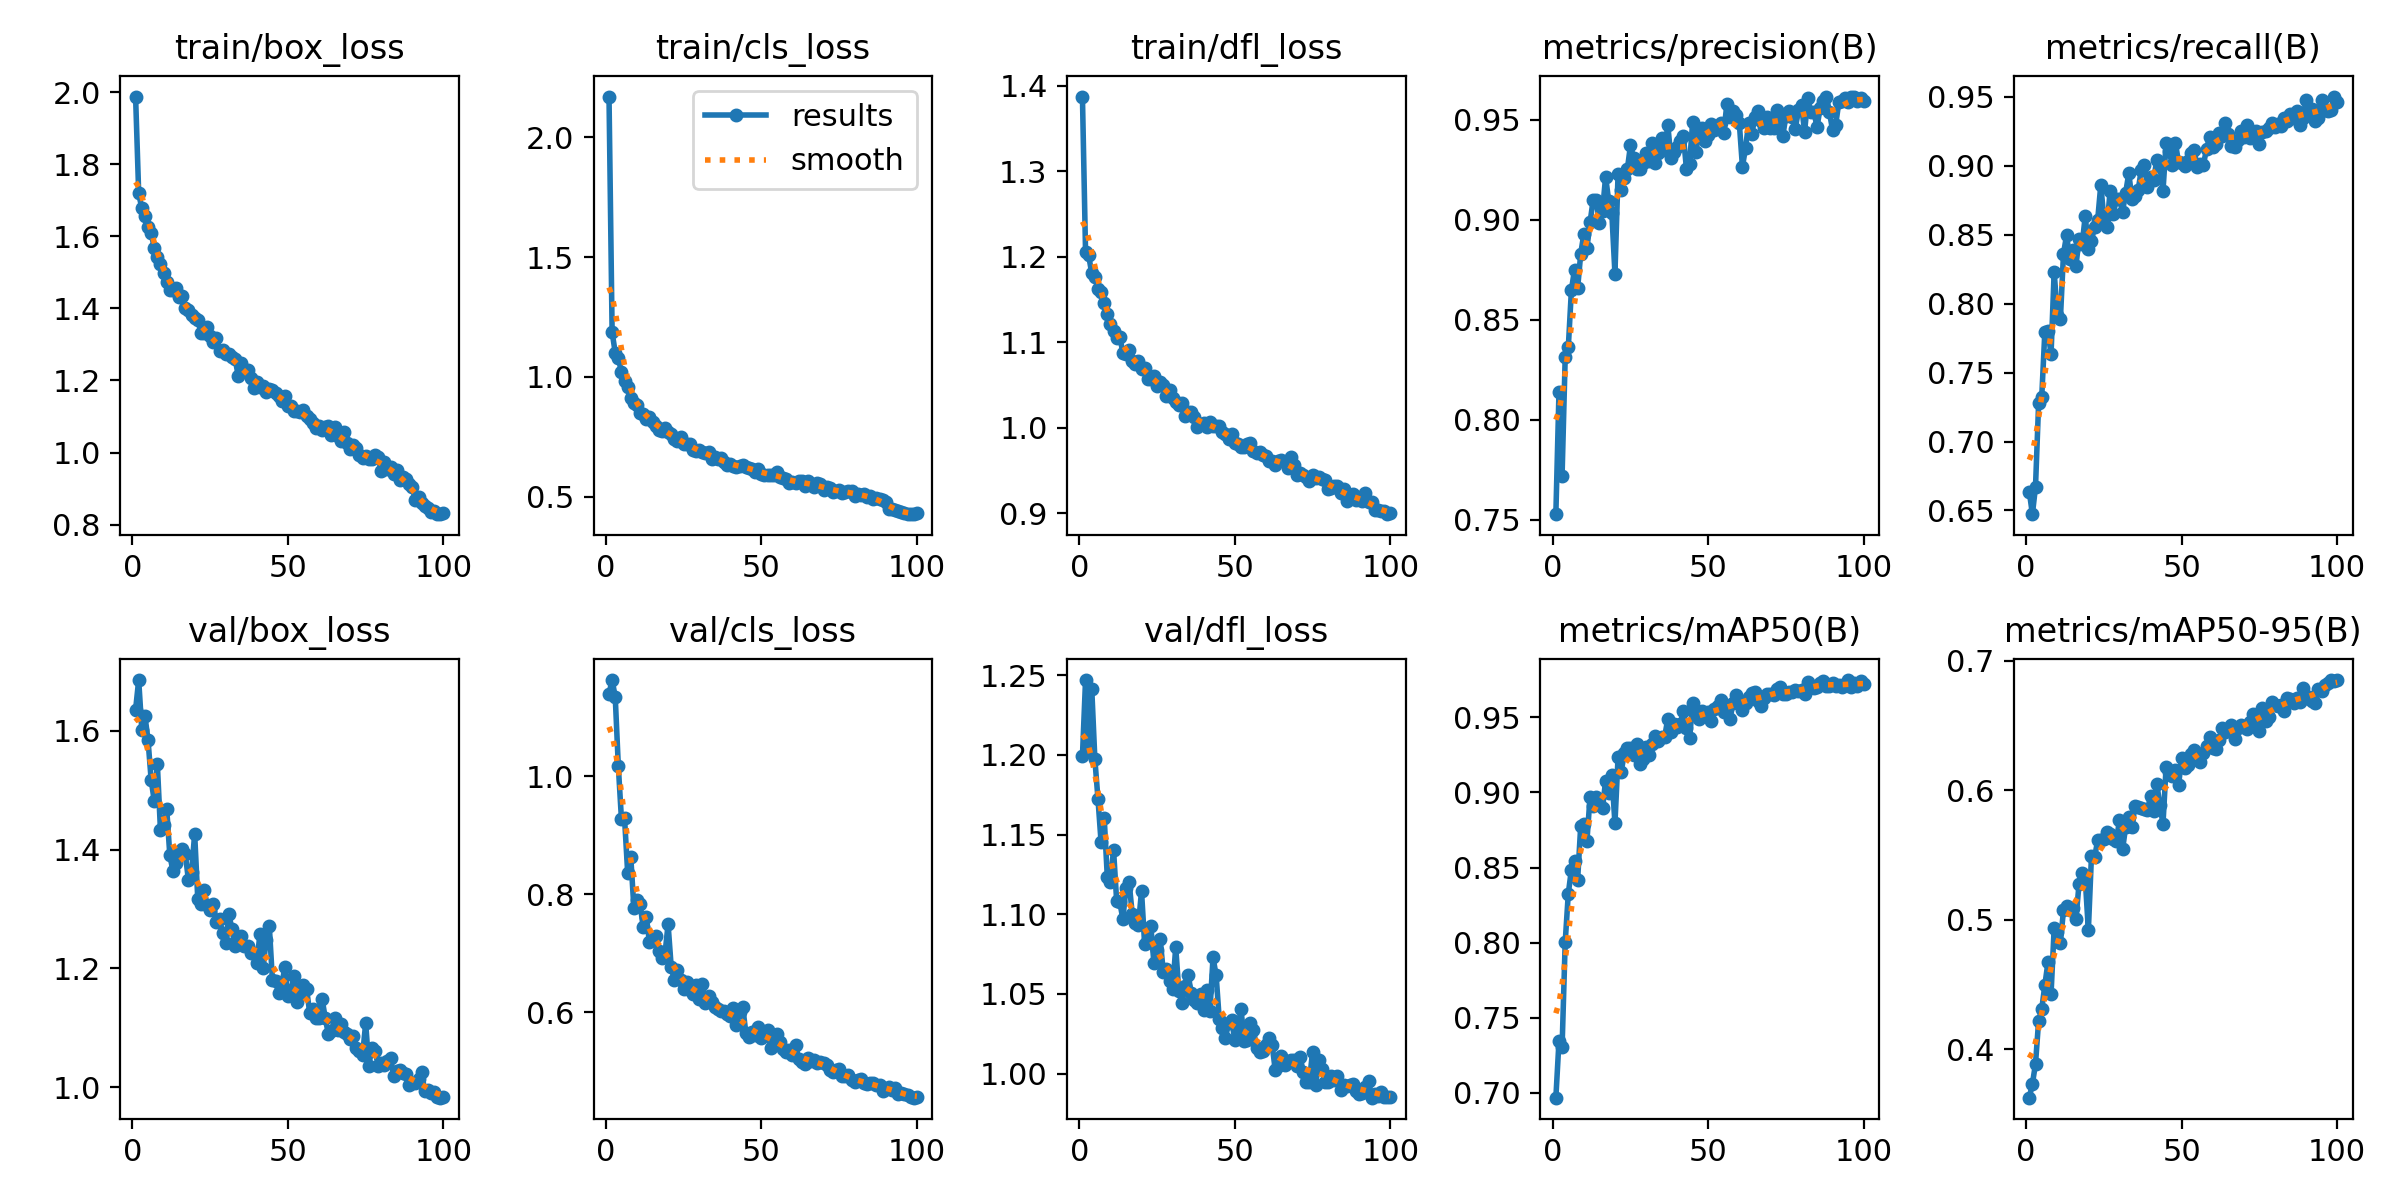 train/box_loss
2.0
1.8
1.6
1.4
1.2
1.0
0.8
0 50 100
train/cls_loss
results
smooth
2.0
1.5
1.0
0.5
0 50 100
train/dfl_loss
1.4
1.3
1.2
1.1
1.0
0.9
0 50 100
metrics/precision(B)
0.95
0.90
0.85
0.80
0.75
0 50 100
metrics/recall(B)
0.95
0.90
0.85
0.80
0.75
0.70
0.65
0 50 100
val/box_loss
1.6
1.4
1.2
1.0
0 50 100
val/cls_loss
1.0
0.8
0.6
0 50 100
val/dfl_loss
1.25
1.20
1.15
1.10
1.05
1.00
0 50 100
metrics/mAP50(B)
0.95
0.90
0.85
0.80
0.75
0.70
0 50 100
metrics/mAP50-95(B)
0.7
0.6
0.5
0.4
0 50 100